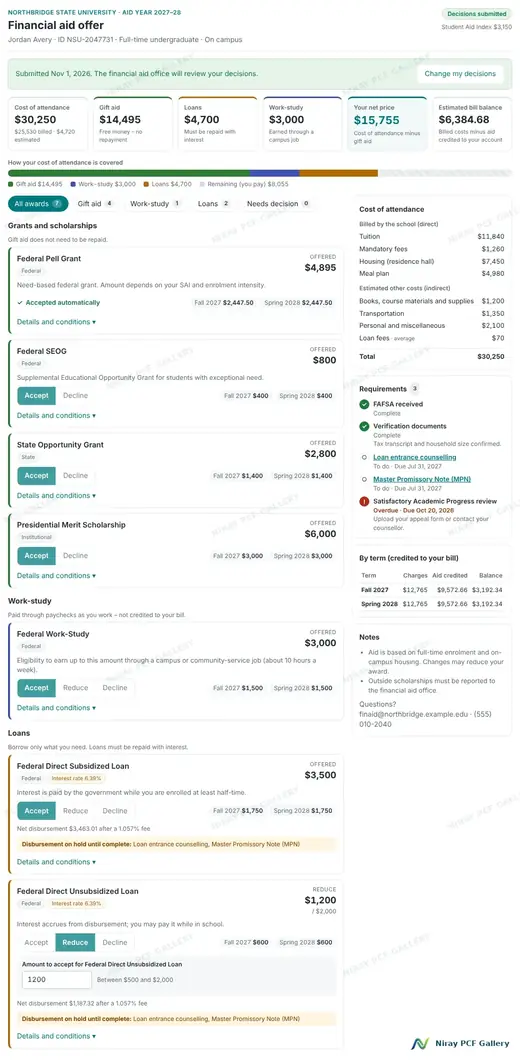 NORTHBRIDGE STATE UNIVERSITY · AID YEAR 2027–28
Financial aid offer
Jordan Avery · ID NSU-2047731 · Full-time undergraduate · On campus
Decisions submitted
Student Aid Index $3,150
Submitted Nov 1, 2026. The financial aid office will review your decisions.
Change my decisions
Cost of attendance
$30,250
$25,530 billed · $4,720
estimated
Gift aid
$14,495
Free money – no
repayment
Loans
$4,700
Must be repaid with
interest
Work-study
$3,000
Earned through a
campus job
Your net price
$15,755
Cost of attendance minus
gift aid
Estimated bill balance
$6,384.68
Billed costs minus aid
credited to your account
How your cost of attendance is covered
Gift aid $14,495
Work-study $3,000
Loans $4,700
Remaining (you pay) $8,055
All awards 7
Gift aid 4
Work-study 1
Loans 2
Needs decision 0
Grants and scholarships
Gift aid does not need to be repaid.
Federal Pell Grant
Federal
OFFERED
$4,895
Need-based federal grant. Amount depends on your SAI and enrolment intensity.
✓ Accepted automatically
Fall 2027 $2,447.50 Spring 2028 $2,447.50
Details and conditions ▾
Federal SEOG
Federal
OFFERED
$800
Supplemental Educational Opportunity Grant for students with exceptional need.
Accept Decline
Fall 2027 $400 Spring 2028 $400
Details and conditions ▾
State Opportunity Grant
State
OFFERED
$2,800
Accept Decline
Fall 2027 $1,400 Spring 2028 $1,400
Details and conditions ▾
Presidential Merit Scholarship
Institutional
OFFERED
$6,000
Accept Decline
Fall 2027 $3,000 Spring 2028 $3,000
Details and conditions ▾
Work-study
Paid through paychecks as you work – not credited to your bill.
Federal Work-Study
Federal
OFFERED
$3,000
Eligibility to earn up to this amount through a campus or community-service job (about 10 hours a
week).
Accept Reduce Decline
Fall 2027 $1,500 Spring 2028 $1,500
Details and conditions ▾
Loans
Borrow only what you need. Loans must be repaid with interest.
Federal Direct Subsidized Loan
Federal Interest rate 6.39%
OFFERED
$3,500
Interest is paid by the government while you are enrolled at least half-time.
Accept Reduce Decline
Fall 2027 $1,750 Spring 2028 $1,750
Net disbursement $3,463.01 after a 1.057% fee
Disbursement on hold until complete: Loan entrance counselling, Master Promissory Note (MPN)
Details and conditions ▾
Federal Direct Unsubsidized Loan
Federal Interest rate 6.39%
REDUCE
$1,200
/ $2,000
Interest accrues from disbursement; you may pay it while in school.
Accept Reduce Decline
Fall 2027 $600 Spring 2028 $600
Amount to accept for Federal Direct Unsubsidized Loan
1200
Between $500 and $2,000
Net disbursement $1,187.32 after a 1.057% fee
Disbursement on hold until complete: Loan entrance counselling, Master Promissory Note (MPN)
Details and conditions ▾
Cost of attendance
Billed by the school (direct)
Tuition $11,840
Mandatory fees $1,260
Housing (residence hall) $7,450
Meal plan $4,980
Estimated other costs (indirect)
Books, course materials and supplies $1,200
Transportation $1,350
Personal and miscellaneous $2,100
Loan fees · average $70
Total $30,250
Requirements 3
FAFSA received
Complete
Verification documents
Complete
Tax transcript and household size confirmed.
Loan entrance counselling
To do · Due Jul 31, 2027
Master Promissory Note (MPN)
To do · Due Jul 31, 2027
Satisfactory Academic Progress review
Overdue · Due Oct 20, 2026
Upload your appeal form or contact your
counsellor.
By term (credited to your bill)
Term Charges Aid credited Balance
Fall 2027 $12,765 $9,572.66 $3,192.34
Spring 2028 $12,765 $9,572.66 $3,192.34
Notes
• Aid is based on full-time enrolment and on-
campus housing. Changes may reduce your
award.
• Outside scholarships must be reported to
the financial aid office
Questions?
finaid@northbridge.example.edu · (555)
010-2040
Niray PCF Gallery